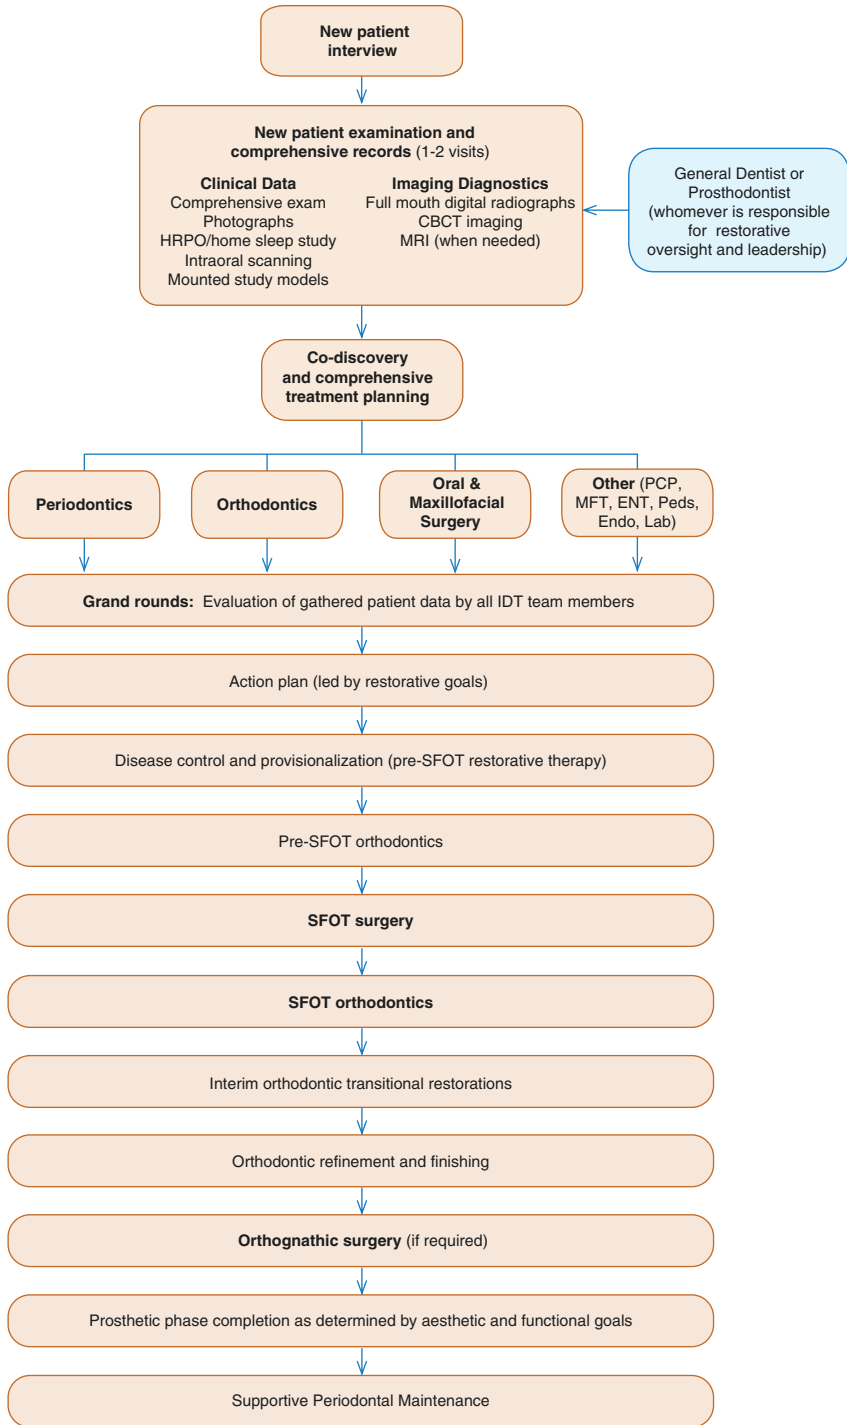 New patient
interview
New patient examination and
comprehensive records (1-2 visits)
Clinical Data
Comprehensive exam
Photographs
HRPO/home sleep study
Intraoral scanning
Mounted study models
Imaging Diagnostics
Full mouth digital radiographs
CBCT imaging
MRI (when needed)
General Dentist or
Prosthodontist
(whomever is responsible
for restorative
oversight and leadership)
Co-discovery
and comprehensive
treatment planning
Periodontics
Orthodontics
Oral &
Maxillofacial
Surgery
Other (PCP,
MFT, ENT, Peds,
Endo, Lab)
Grand rounds: Evaluation of gathered patient data by all IDT team members
Action plan (led by restorative goals)
Disease control and provisionalization (pre-SFOT restorative therapy)
Pre-SFOT orthodontics
SFOT surgery
SFOT orthodontics
Interim orthodontic transitional restorations
Orthodontic refinement and finishing
Orthognathic surgery (if required)
Prosthetic phase completion as determined by aesthetic and functional goals
Supportive Periodontal Maintenance